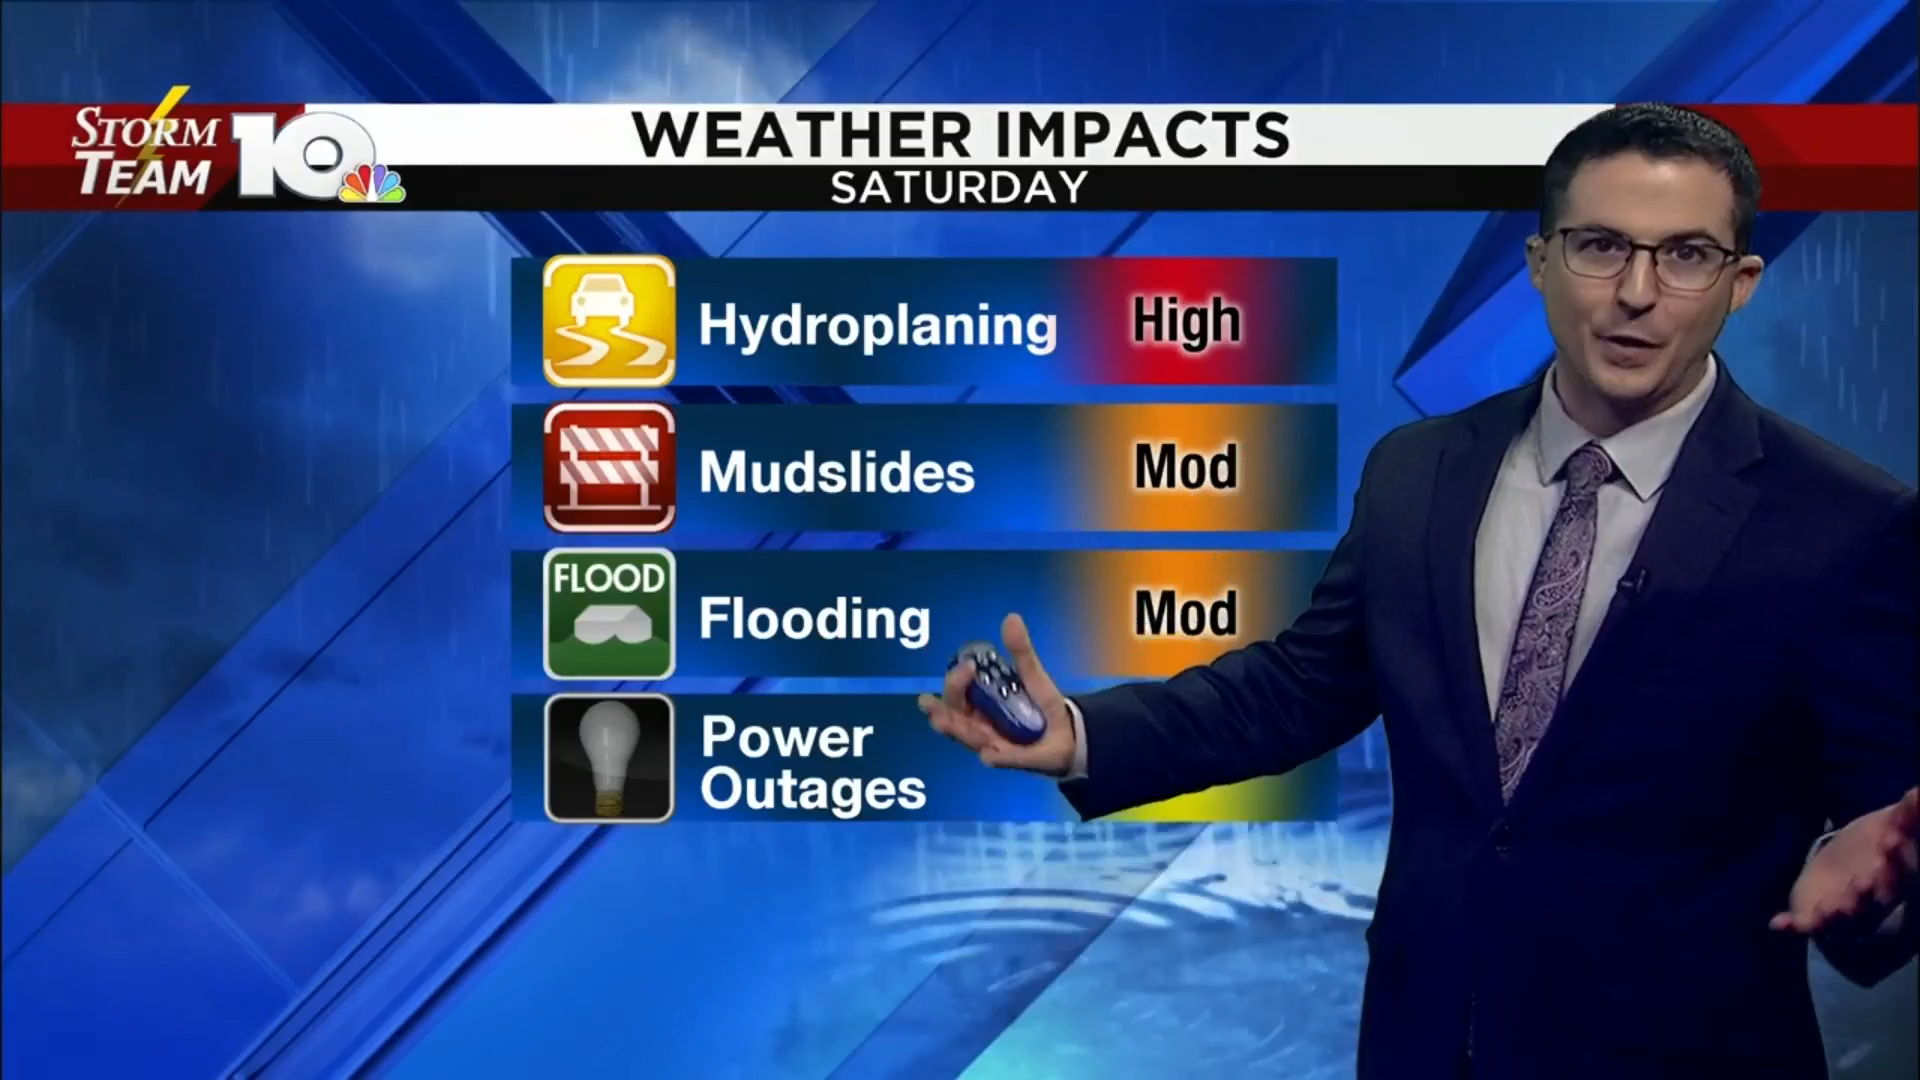 STORM
TEAM
10
WEATHER IMPACTS
SATURDAY
Hydroplaning High
Mudslides Mod
FLOOD
Flooding Mod
Power
Outages